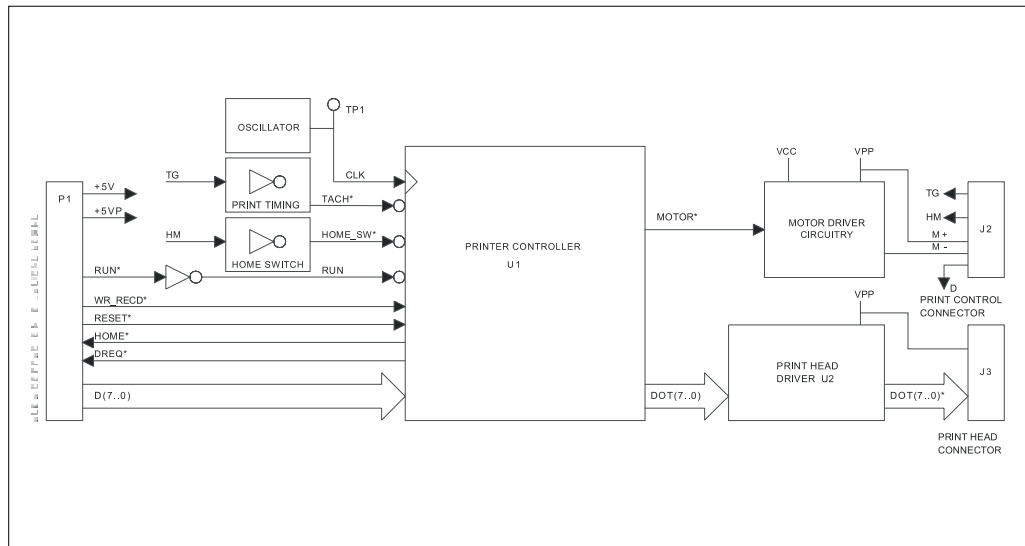 TP1
OSCILLATOR
CLK
TG
PRINT TIMING
TACH*
HM
HOME SWITCH
HOME_SW*
P1
+5V
+5VP
RUN*
RUN
WR_RECD*
RESET*
HOME*
DREQ*
D(7..0)
PRINTER CONTROLLER
U1
MOTOR*
VCC
VPP
MOTOR DRIVER
CIRCUITRY
TG
HM
M+
M-
J2
D
PRINT CONTROL
CONNECTOR
VPP
PRINT HEAD
DRIVER U2
DOT(7..0)
DOT(7..0)*
J3
PRINT HEAD
CONNECTOR